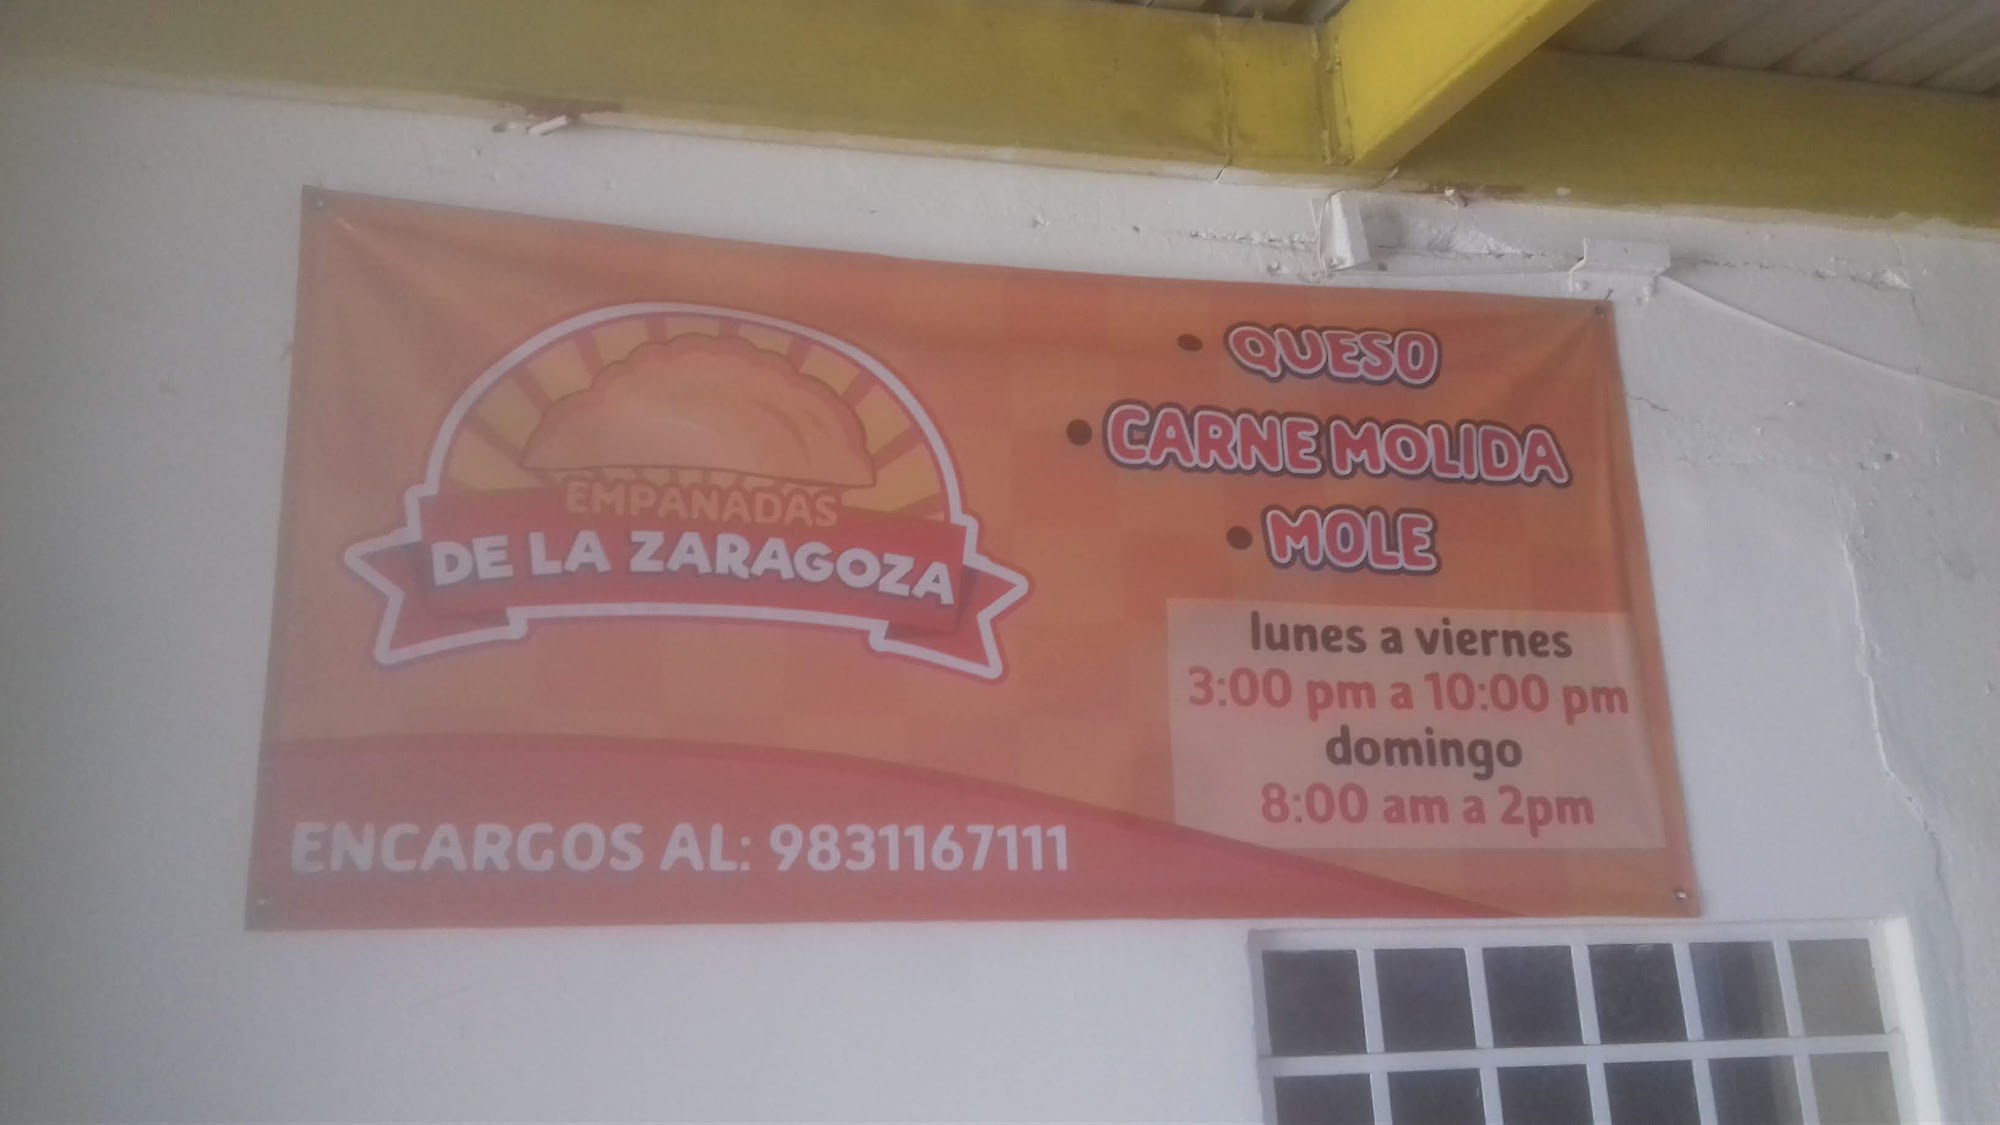 EMPANADAS
DE LA ZARAGOZA
• QUESO
• CARNE MOLIDA
• MOLE
lunes a viernes
3:00 pm a 10:00 pm
domingo
8:00 am a 2pm
ENCARGOS AL: 9831167111